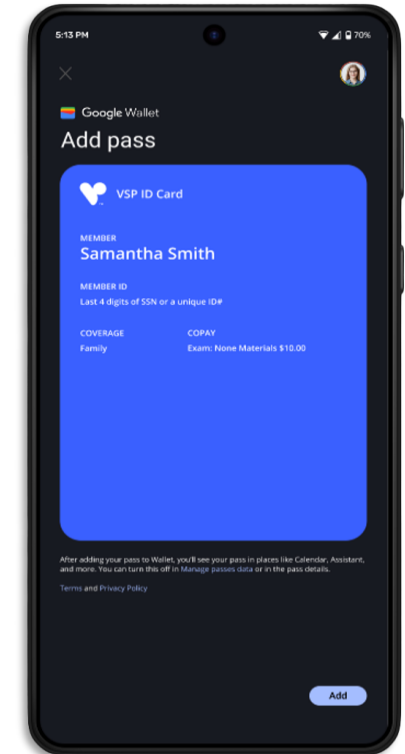 5:13 PM
70%
Google Wallet
Add pass
VSP ID Card
MEMBER
Samantha Smith
MEMBER ID
Last 4 digits of SSN or a unique ID#
COVERAGE COPAY
Family Exam: None Materials $10.00
After adding your pass to Wallet, you'll see your pass in places like Calendar, Assistant,
and more. You can turn this off in Manage passes data or in the pass details.
Terms and Privacy Policy
Add